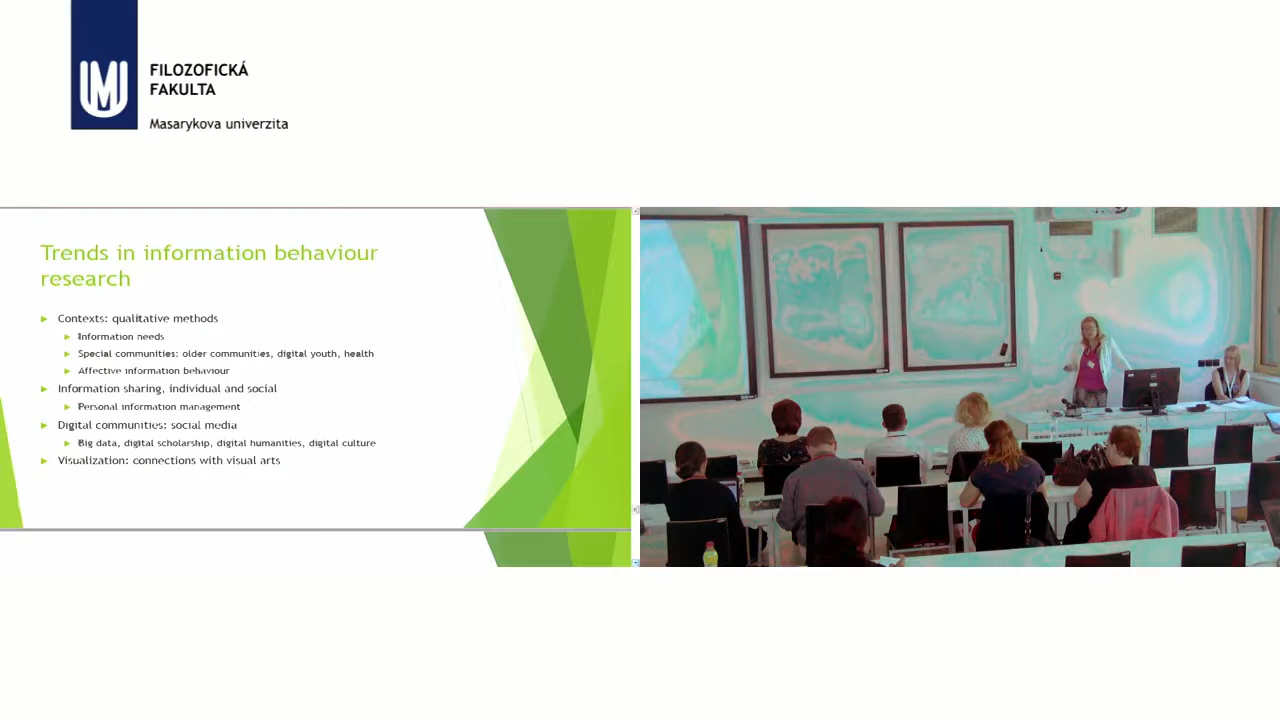 FILOZOFICKÁ
FAKULTA
Masarykova univerzita
Trends in information behaviour
research
Contexts: qualitative methods
Information needs
Special communities: older communities, digital youth, health
Affective information behaviour
Information sharing, individual and social
Personal information management
Digital communities: social media
Big data, digital scholarship, digital humanities, digital culture
Visualization: connections with visual arts